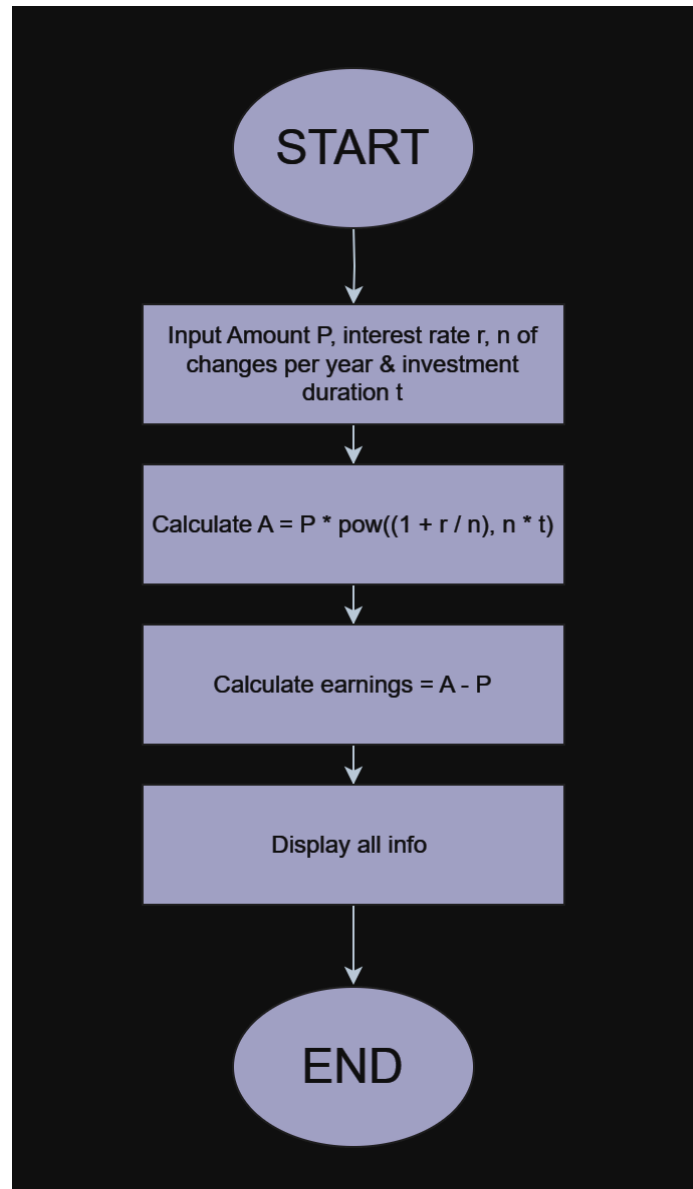 START
Input Amount P, interest rate r, n of
changes per year & investment
duration t
Calculate A = P * pow((1 + r / n), n * t)
Calculate earnings = A - P
Display all info
END